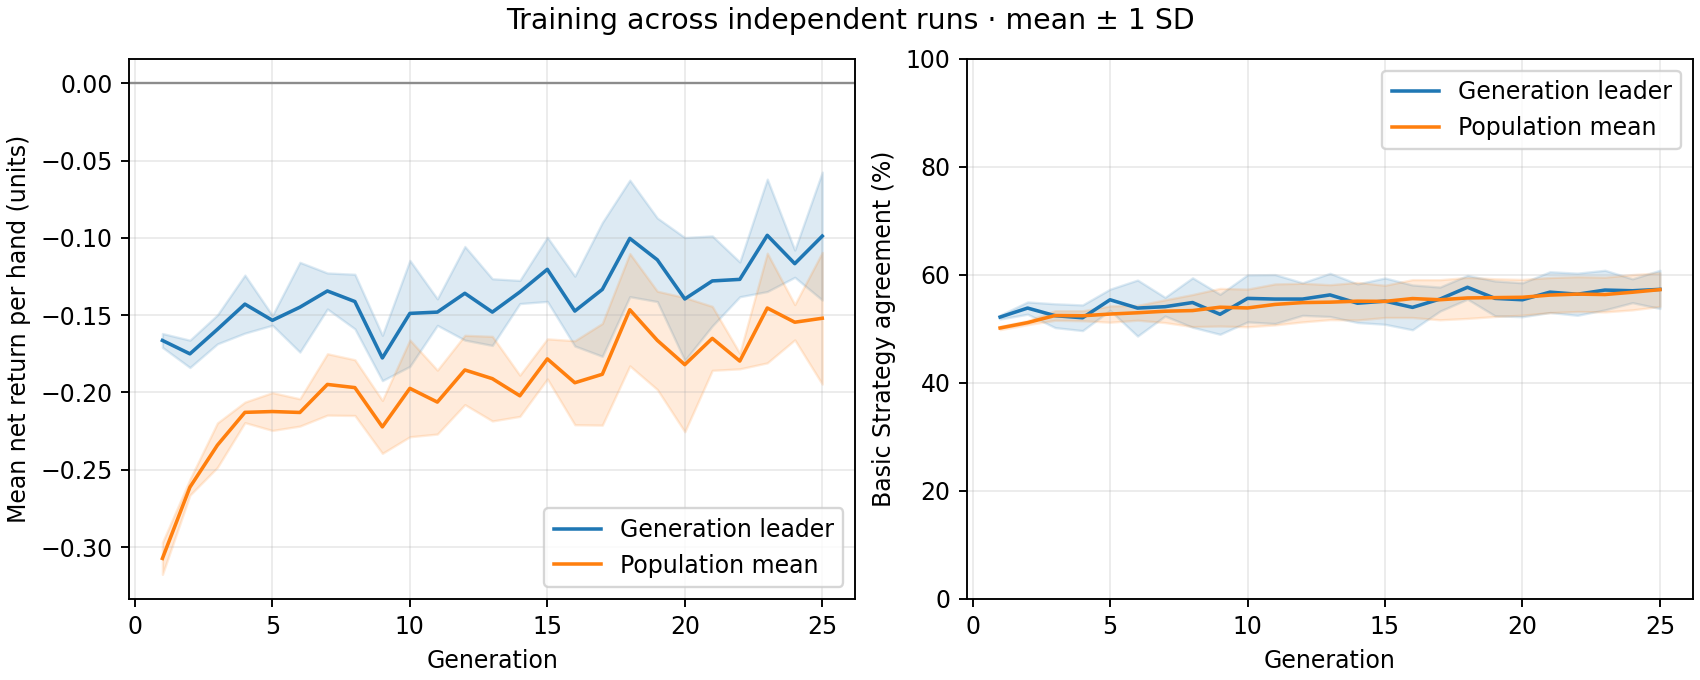 Training across independent runs · mean ± 1 SD
Mean net return per hand (units)
0.00
−0.05
−0.10
−0.15
−0.20
−0.25
−0.30
Generation leader
Population mean
0 5 10 15 20 25
Generation
Basic Strategy agreement (%)
100
80
60
40
20
0
Generation leader
Population mean
0 5 10 15 20 25
Generation